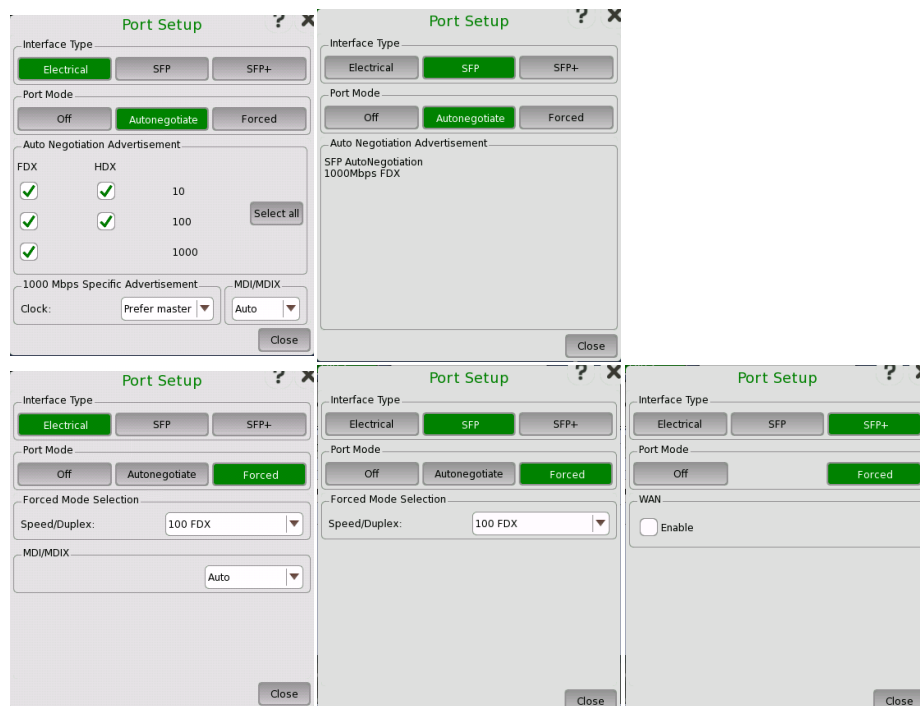 Port Setup ?
Interface Type
Electrical SFP SFP+
Port Mode
Off Autonegotiate Forced
Auto Negotiation Advertisement
FDX HDX
10
100 Select all
1000
1000 Mbps Specific Advertisement MDI/MDIX
Clock: Prefer master Auto
Close
Port Setup ?
Interface Type
Electrical SFP SFP+
Port Mode
Off Autonegotiate Forced
Auto Negotiation Advertisement
SFP AutoNegotiation
1000Mbps FDX
Close
Port Setup ?
Interface Type
Electrical SFP SFP+
Port Mode
Off Autonegotiate Forced
Forced Mode Selection
Speed/Duplex: 100 FDX
MDI/MDIX
Auto
Close
Port Setup ?
Interface Type
Electrical SFP SFP+
Port Mode
Off Autonegotiate Forced
Forced Mode Selection
Speed/Duplex: 100 FDX
Close
Port Setup ?
Interface Type
Electrical SFP SFP+
Port Mode
Off Forced
WAN
Enable
Close